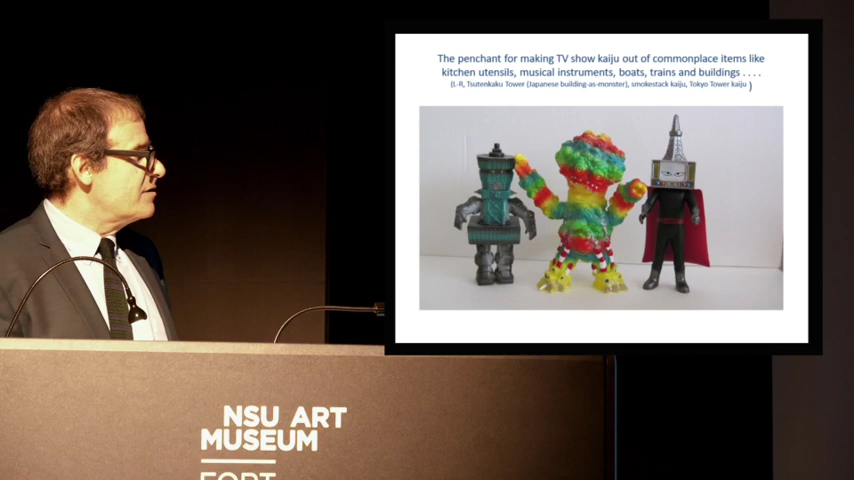 The penchant for making TV show kaiju out of commonplace items like
kitchen utensils, musical instruments, boats, trains and buildings . . . .
(L-R, Tsutenkaku Tower (Japanese building-as-monster), smokestack kaiju, Tokyo Tower kaiju )
NSU ART
MUSEUM
FORT